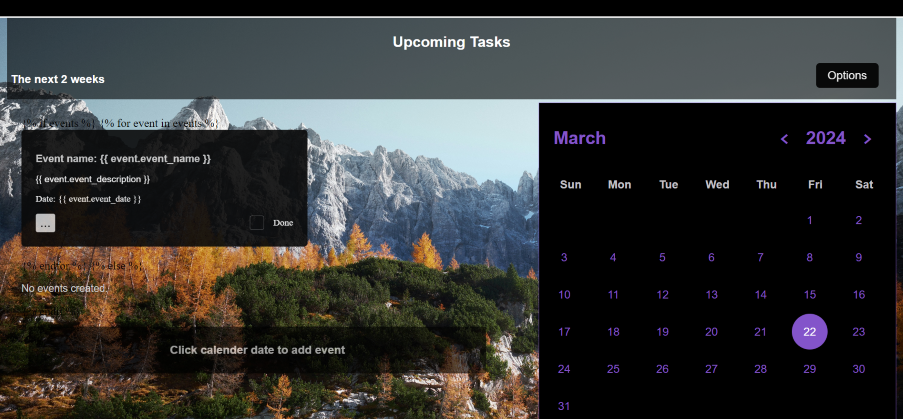 Upcoming Tasks
The next 2 weeks
Options
{% if events %} {% for event in events %}
Event name: {{ event.event_name }}
{{ event.event_description }}
Date: {{ event.event_date }}
...
Done
{% endfor %} {% else %}
No events created.
Click calender date to add event
March
< 2024 >
Sun Mon Tue Wed Thu Fri Sat
1 2
3 4 5 6 7 8 9
10 11 12 13 14 15 16
17 18 19 20 21 22 23
24 25 26 27 28 29 30
31